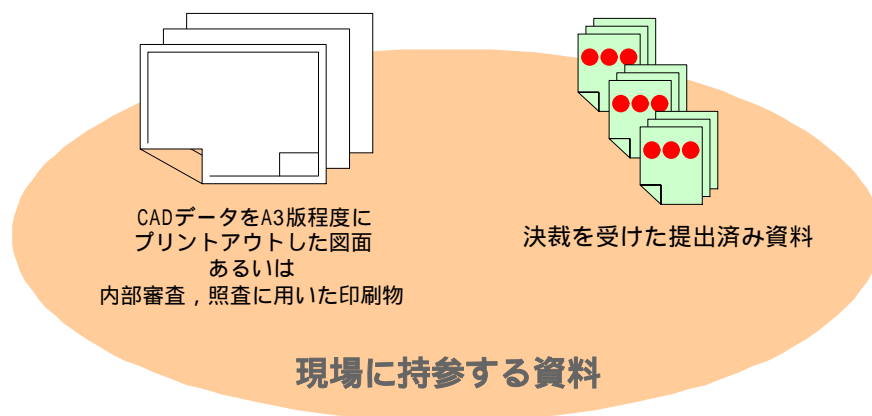 CADデータをA3版程度に
プリントアウトした図面
あるいは
内部審査,照査に用いた印刷物
決裁を受けた提出済み資料
現場に持参する資料